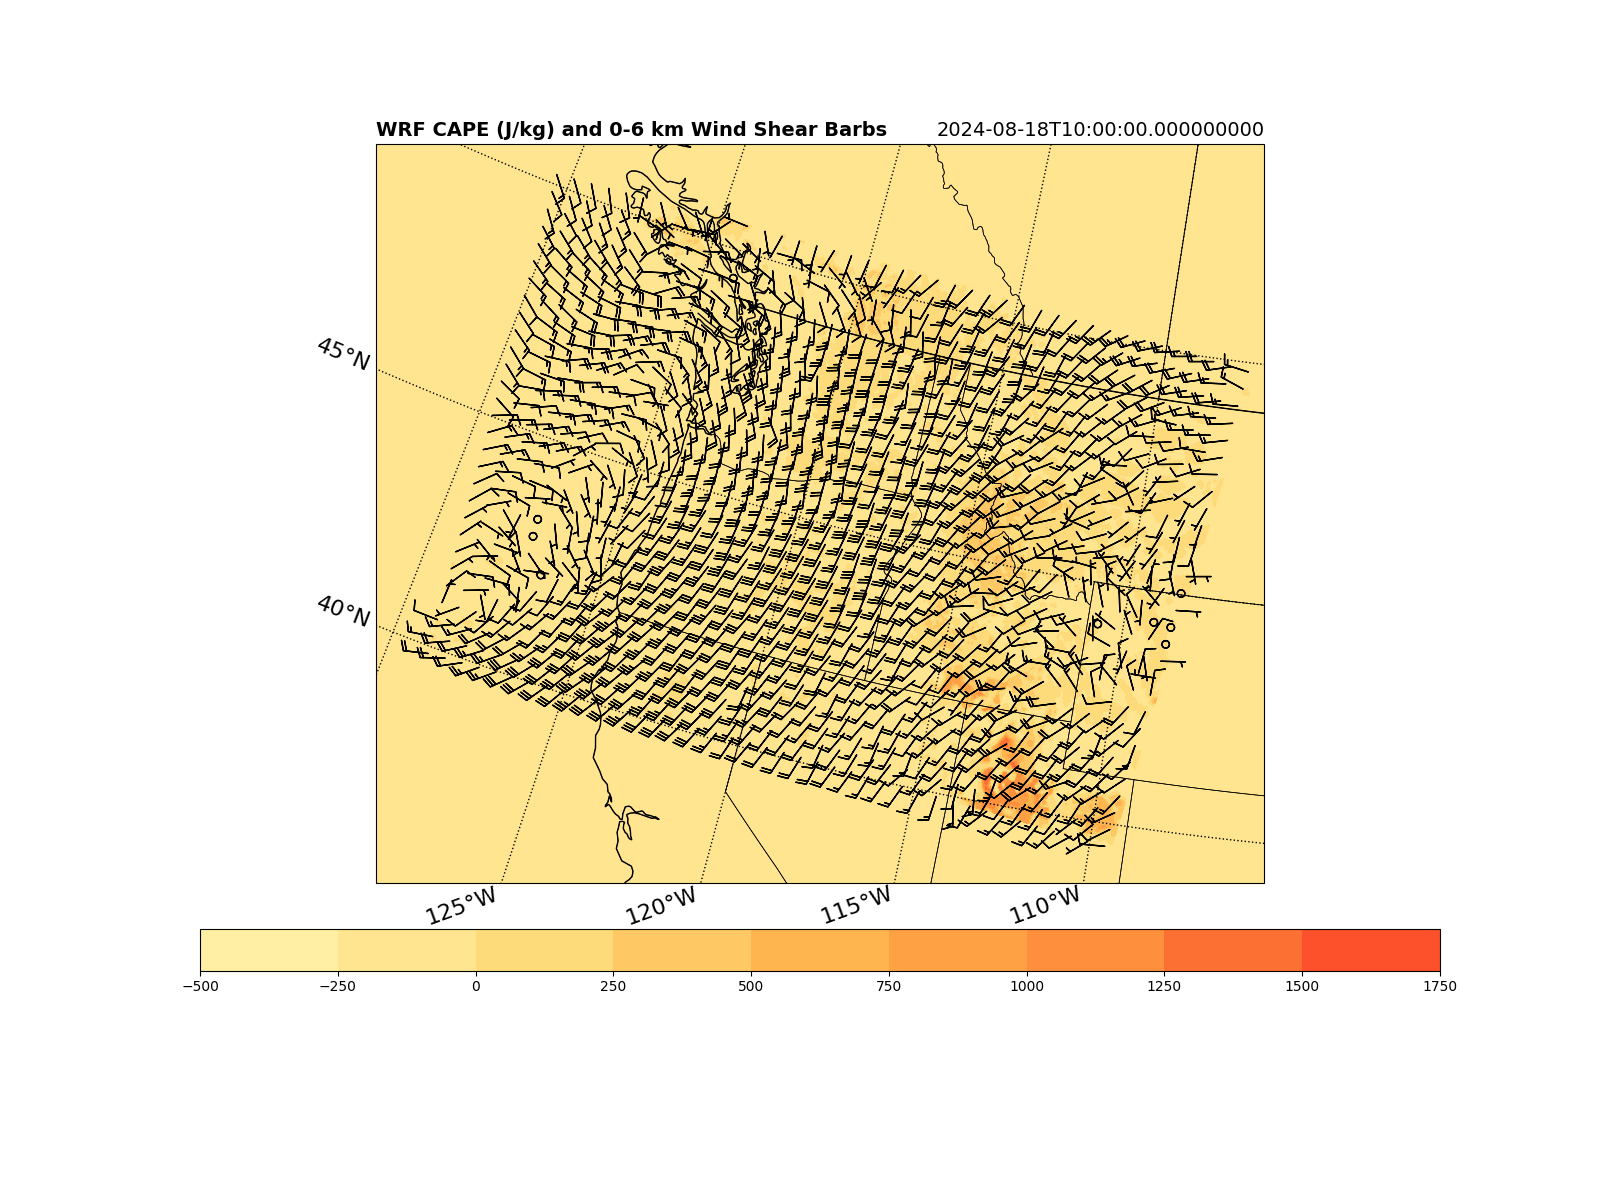 WRF CAPE (J/kg) and 0-6 km Wind Shear Barbs 2024-08-18T10:00:00.000000000
45°N
40°N
125°W 120°W 115°W 110°W
−500 −250 0 250 500 750 1000 1250 1500 1750